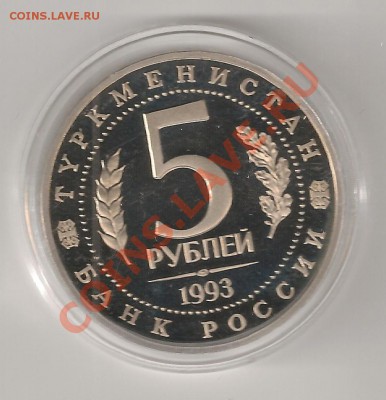 COINS.LAVE.RU
ТУРКМЕНИСТАН
5
РУБЛЕЙ
1993
БАНК РОССИИ
COINS.LAVE.RU